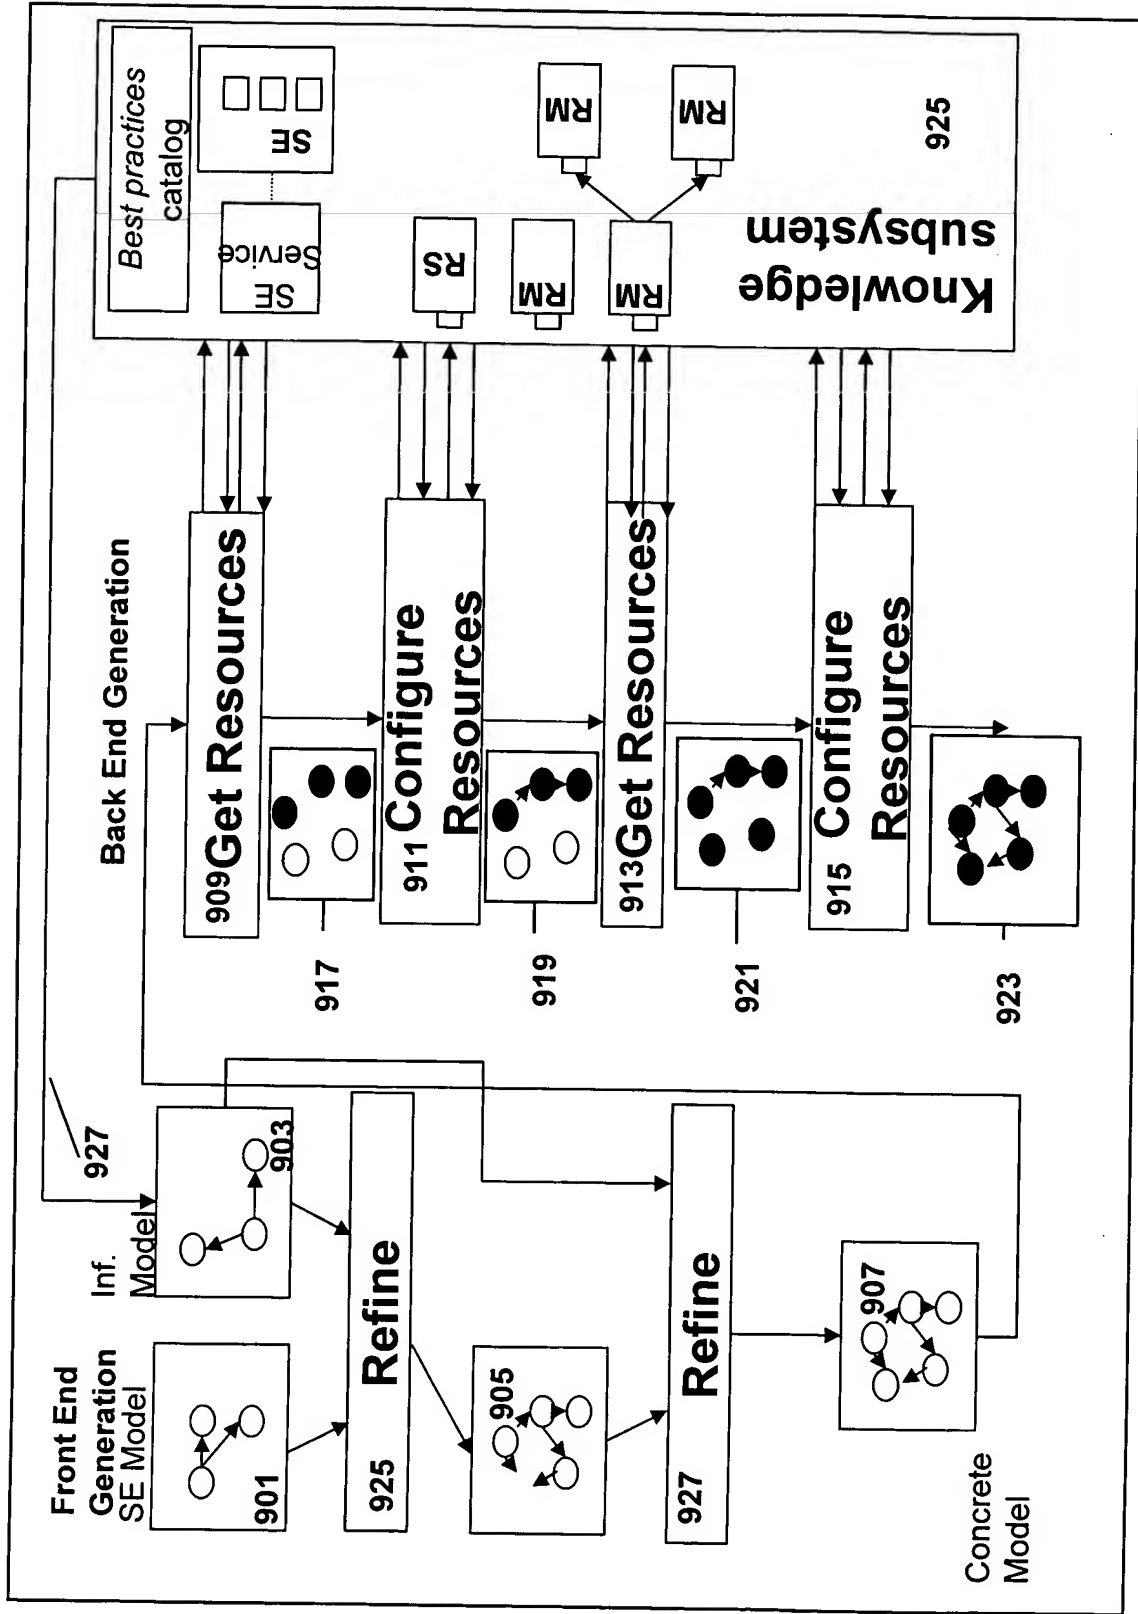 Front End
Generation
SE Model
901
Inf.
Model
903
927
925
Refine
905
927
Refine
907
Concrete
Model
Back End Generation
909
Get Resources
917
911
Configure
Resources
919
913
Get Resources
921
915
Configure
Resources
923
Best practices
catalog
SE
Service
SE
RS
RM
RM
RM
RM
Knowledge
subsystem
925